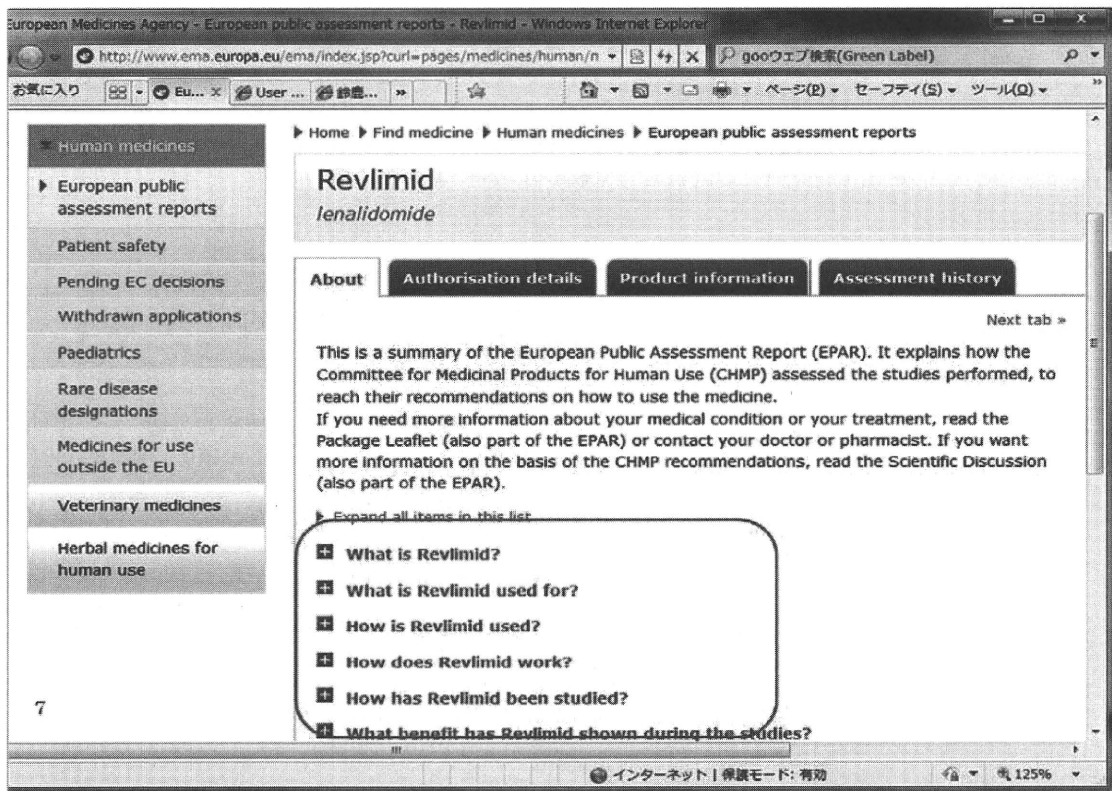 European Medicines Agency - European public assessment reports - Revlimid - Windows Internet Explorer
http://www.ema.europa.eu/ema/index.jsp?curl=pages/medicines/human/n
gooウェブ検索(Green Label)
お気に入り
Eu...
User ...
鈴鹿...
»
ページ(P)
セーフティ(S)
ツール(O)
»
Human medicines
European public
assessment reports
Patient safety
Pending EC decisions
Withdrawn applications
Paediatrics
Rare disease
designations
Medicines for use
outside the EU
Veterinary medicines
Herbal medicines for
human use
Home Find medicine Human medicines European public assessment reports
Revlimid
lenalidomide
About
Authorisation details
Product information
Assessment history
Next tab »
This is a summary of the European Public Assessment Report (EPAR). It explains how the
Committee for Medicinal Products for Human Use (CHMP) assessed the studies performed, to
reach their recommendations on how to use the medicine.
If you need more information about your medical condition or your treatment, read the
Package Leaflet (also part of the EPAR) or contact your doctor or pharmacist. If you want
more information on the basis of the CHMP recommendations, read the Scientific Discussion
(also part of the EPAR).
Expand all items in this list
What is Revlimid?
What is Revlimid used for?
How is Revlimid used?
How does Revlimid work?
How has Revlimid been studied?
What benefit has Revlimid shown during the studies?
7
インターネット | 保護モード: 有効
125%